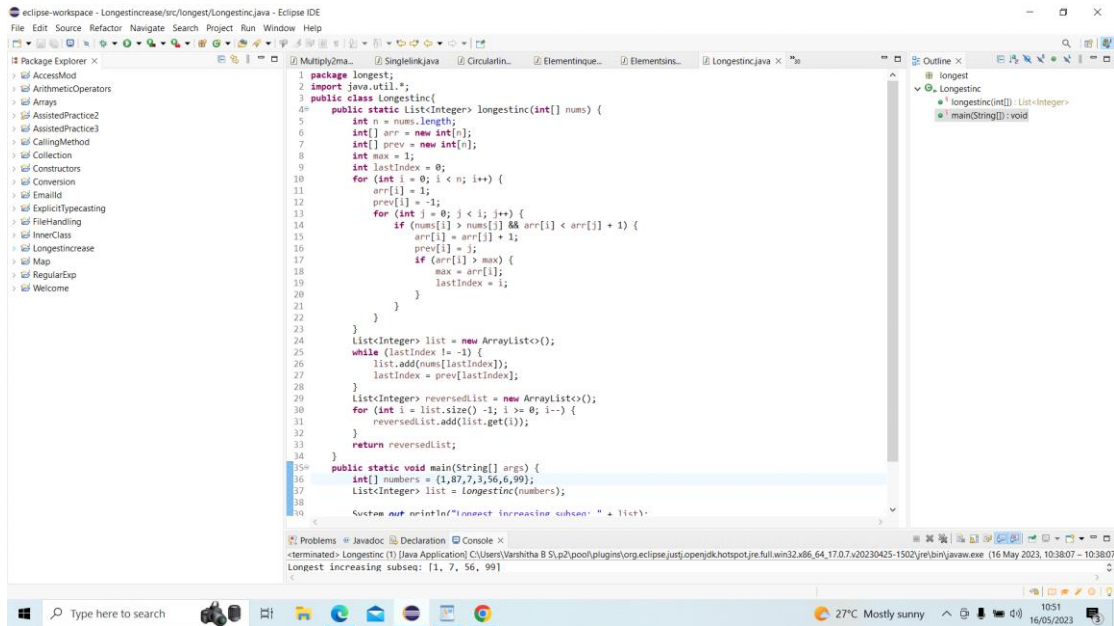 eclipse-workspace - Longestincrease/src/longest/Longestinc.java - Eclipse IDE
File Edit Source Refactor Navigate Search Project Run Window Help
Package Explorer
AccessMod
ArithmeticOperators
Arrays
AssistedPractice2
AssistedPractice3
CallingMethod
Collection
Constructors
Conversion
EmailId
ExplicitTypecasting
FileHandling
InnerClass
Longestincrease
Map
RegularExp
Welcome
Multiply2ma... Singlelink.java Circularlin... Elementinque... Elementsins... Longestinc.java
1 package longest;
2 import java.util.*;
3 public class Longestinc{
4 public static List<Integer> longestinc(int[] nums) {
5 int n = nums.length;
6 int[] arr = new int[n];
7 int[] prev = new int[n];
8 int max = 1;
9 int lastIndex = 0;
10 for (int i = 0; i < n; i++) {
11 arr[i] = 1;
12 prev[i] = -1;
13 for (int j = 0; j < i; j++) {
14 if (nums[i] > nums[j] && arr[i] < arr[j] + 1) {
15 arr[i] = arr[j] + 1;
16 prev[i] = j;
17 if (arr[i] > max) {
18 max = arr[i];
19 lastIndex = i;
20 }
21 }
22 }
23 }
24 List<Integer> list = new ArrayList<>();
25 while (lastIndex != -1) {
26 list.add(nums[lastIndex]);
27 lastIndex = prev[lastIndex];
28 }
29 List<Integer> reversedList = new ArrayList<>();
30 for (int i = list.size() -1; i >= 0; i--) {
31 reversedList.add(list.get(i));
32 }
33 return reversedList;
34 }
35 public static void main(String[] args) {
36 int[] numbers = {1,87,7,3,56,6,99};
37 List<Integer> list = longestinc(numbers);
38
39 System.out.println("Longest increasing subseq: " + list);
Outline
longest
Longestinc
longestinc(int[]) : List<Integer>
main(String[]) : void
Problems Javadoc Declaration Console
<terminated> Longestinc (1) [Java Application] C:\Users\Varshitha B S\.p2\pool\plugins\org.eclipse.justj.openjdk.hotspot.jre.full.win32.x86_64_17.0.7.v20230425-1502\jre\bin\javaw.exe (16 May 2023, 10:38:07 – 10:38:07
Longest increasing subseq: [1, 7, 56, 99]
Type here to search
27°C Mostly sunny
10:51
16/05/2023